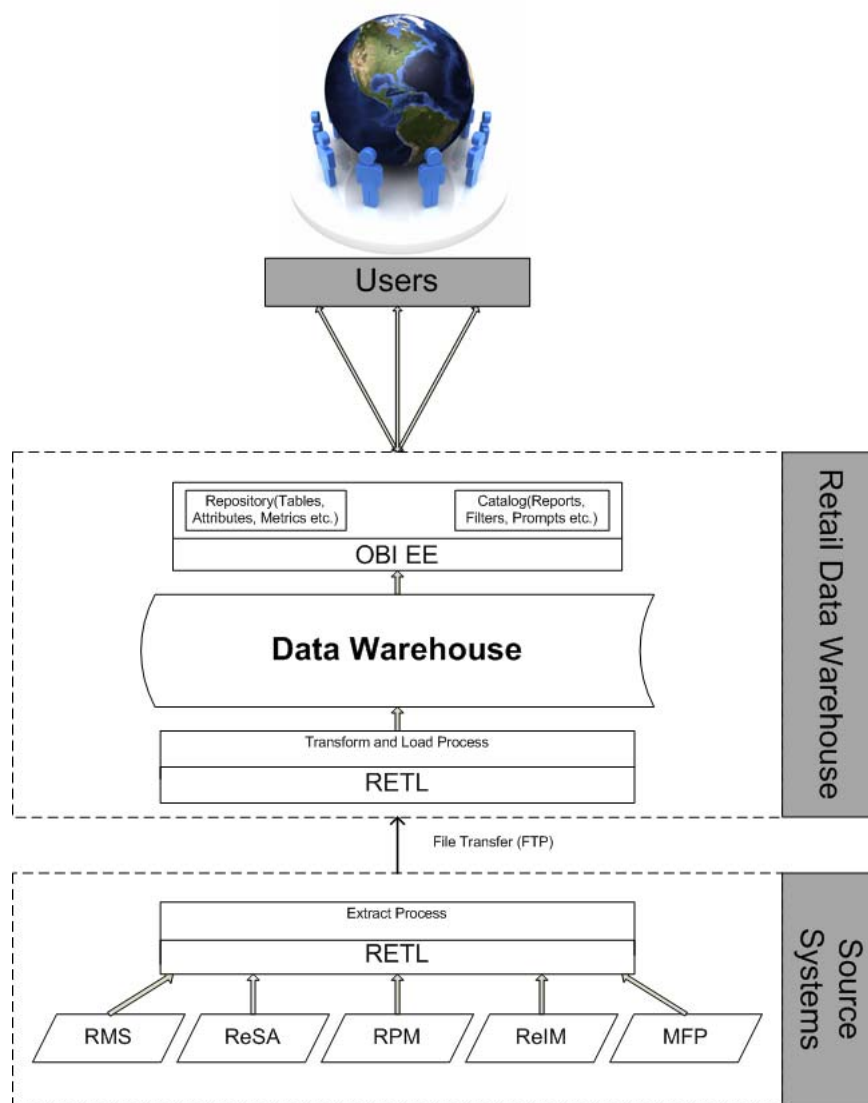 Users
Repository(Tables,
Attributes, Metrics etc.)
Catalog(Reports,
Filters, Prompts etc.)
OBI EE
Data Warehouse
Transform and Load Process
RETL
Retail Data Warehouse
File Transfer (FTP)
Extract Process
RETL
RMS
ReSA
RPM
ReIM
MFP
Source
Systems